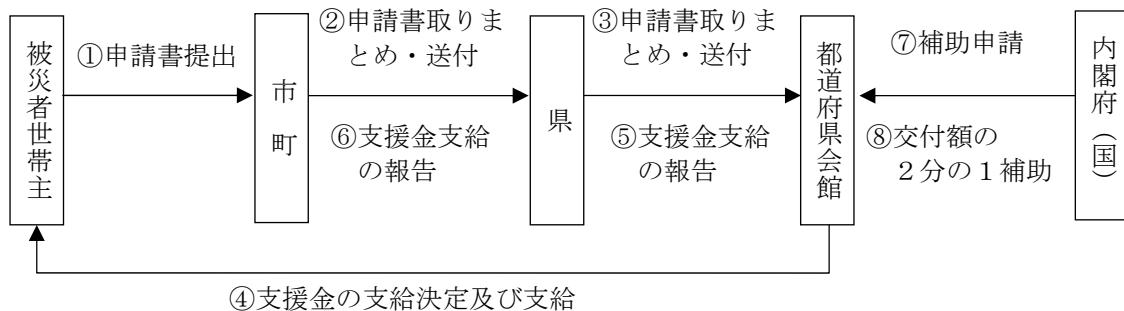 被災者世帯主
①申請書提出
市町
②申請書取りま
とめ・送付
⑥支援金支給
の報告
県
③申請書取りま
とめ・送付
⑤支援金支給
の報告
都道府県会館
⑦補助申請
⑧交付額の
２分の１補助
内閣府（国）
④支援金の支給決定及び支給